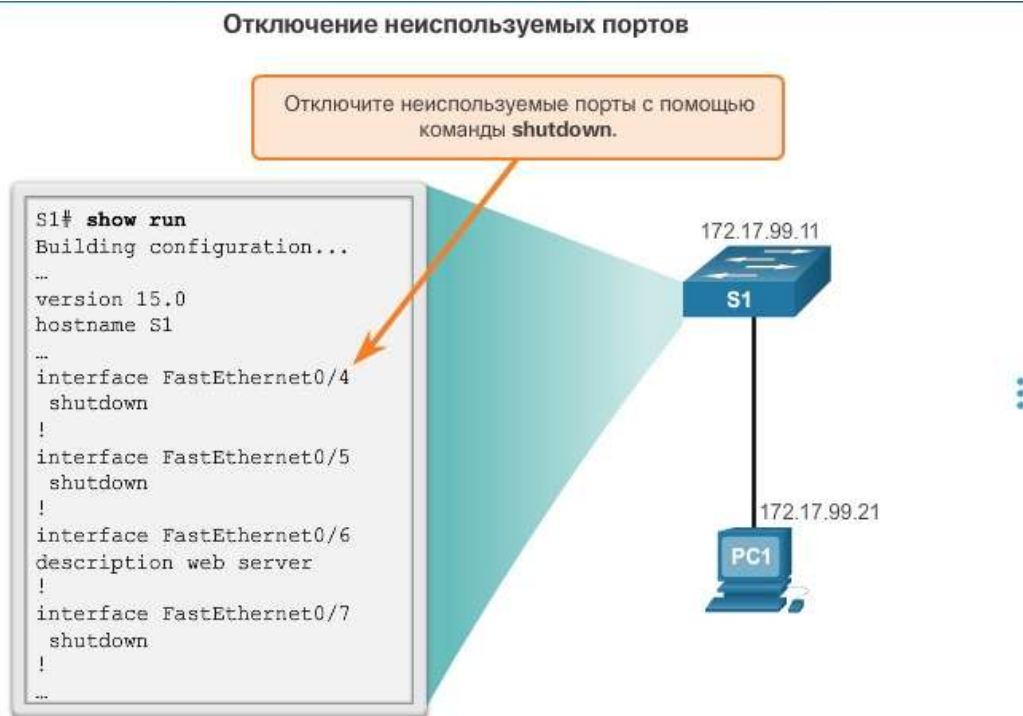 Отключение неиспользуемых портов
Отключите неиспользуемые порты с помощью
команды shutdown.
S1# show run
Building configuration...
…
version 15.0
hostname S1
…
interface FastEthernet0/4
 shutdown
!
interface FastEthernet0/5
 shutdown
!
interface FastEthernet0/6
description web server
!
interface FastEthernet0/7
 shutdown
!
…
172.17.99.11
S1
172.17.99.21
PC1